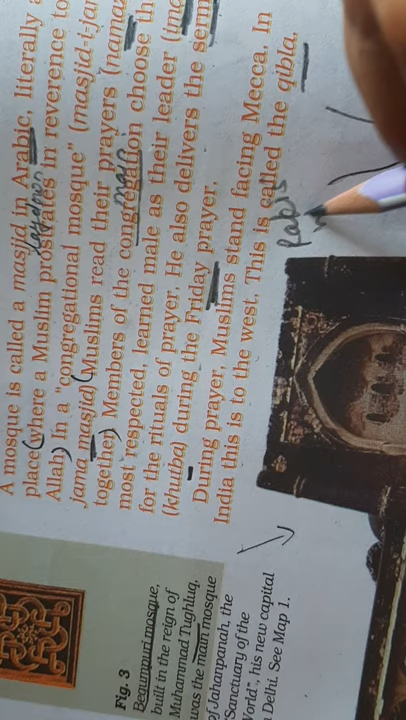 A mosque is called a masjid in Arabic, literally a
place where a Muslim prostrates in reverence to
Allah. In a "congregational mosque" (masjid-i-jami
jama masjid) Muslims read their prayers (namaz
together. Members of the congregation choose the
most respected, learned male as their leader
for the rituals of prayer. He also delivers the
(khutba) during the Friday prayer.
During prayer, Muslims stand facing Mecca. In
India this is to the west. This is called the qibla.
main
Fig. 3
Begumpuri mosque,
built in the reign of
Muhammad Tughluq,
was the main mosque
of Jahanpanah, the
"Sanctuary of the
World", his new capital
Delhi. See Map 1.